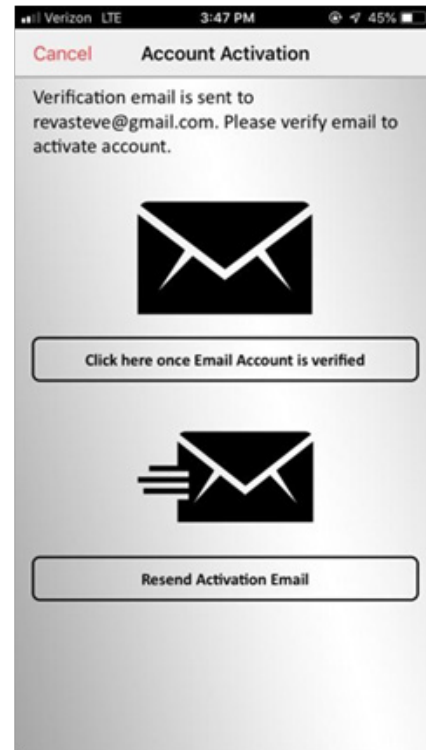 Verizon LTE 3:47 PM 45%
Cancel Account Activation
Verification email is sent to
revasteve@gmail.com. Please verify email to
activate account.
Click here once Email Account is verified
Resend Activation Email